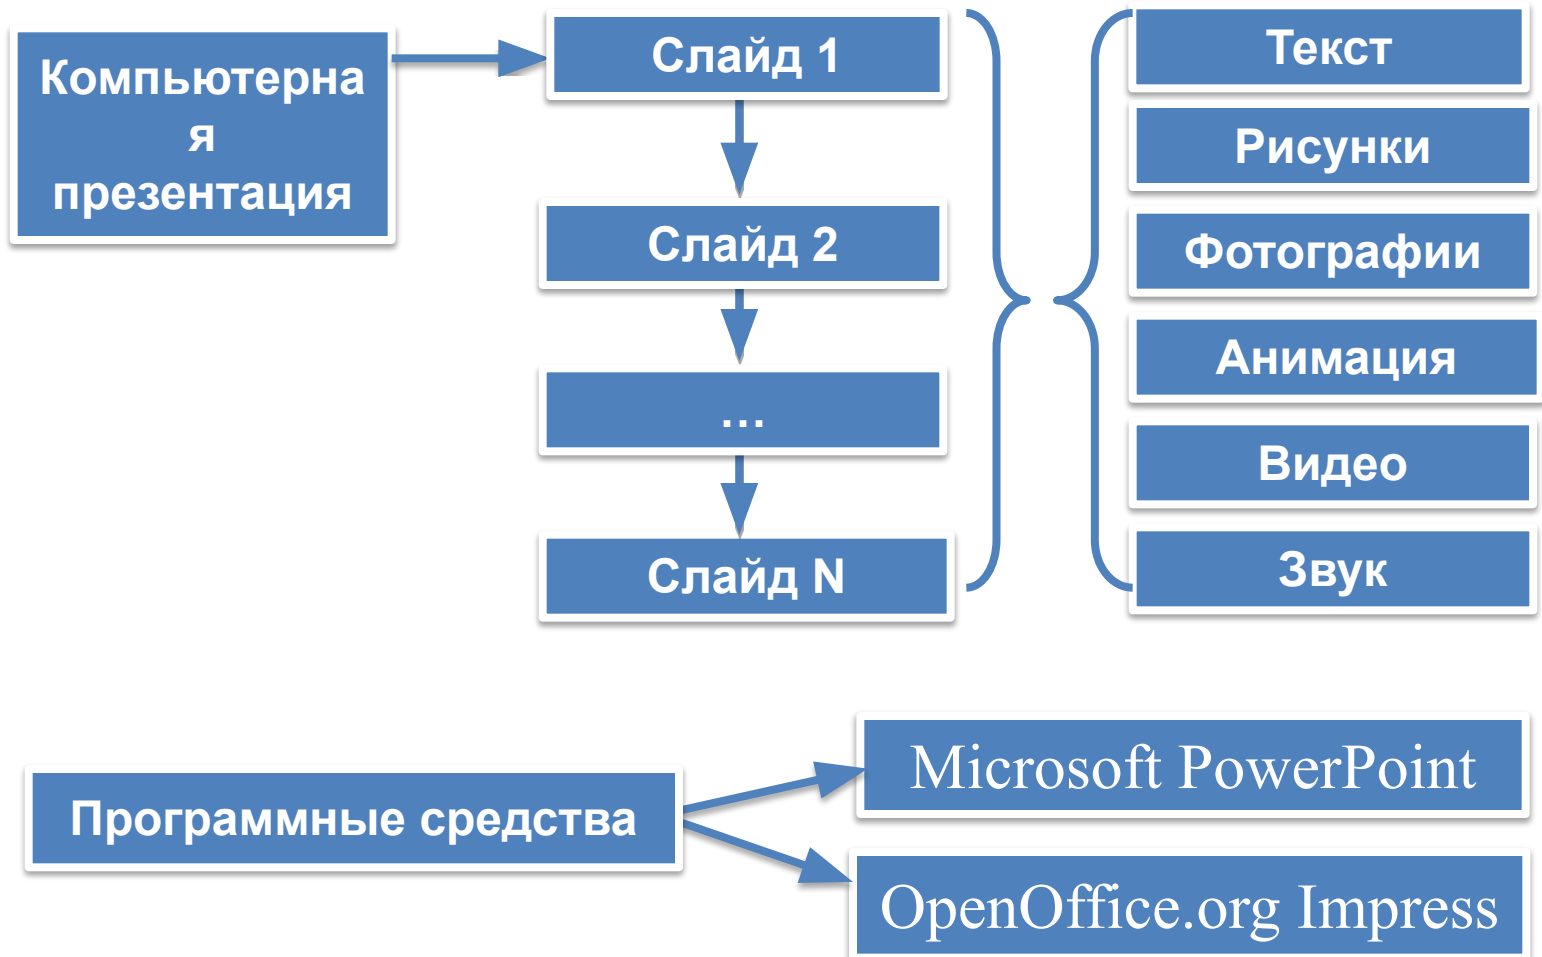 Компьютерна
я
презентация
Слайд 1
Слайд 2
...
Слайд N
Текст
Рисунки
Фотографии
Анимация
Видео
Звук
Программные средства
Microsoft PowerPoint
OpenOffice.org Impress